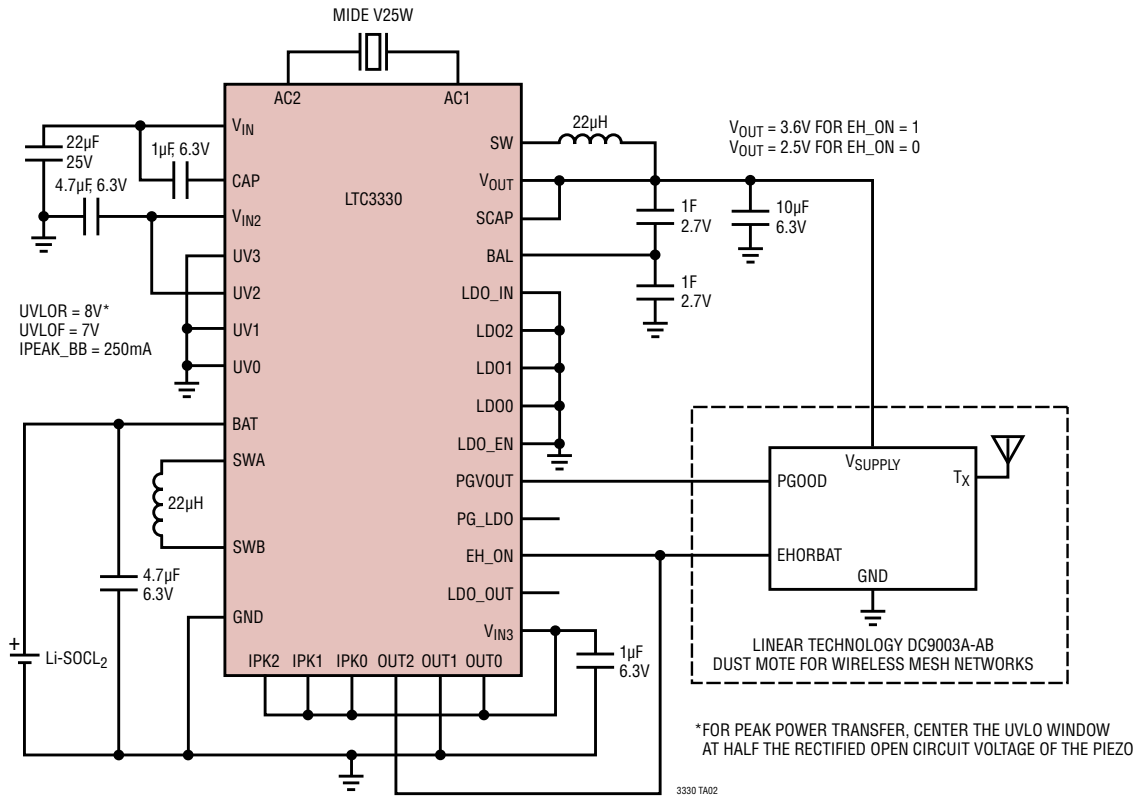 MIDE V25W
AC2
AC1
VIN
22µF
25V
1µF, 6.3V
CAP
4.7µF, 6.3V
VIN2
UV3
UV2
UV1
UV0
UVLOR = 8V*
UVLOF = 7V
IPEAK_BB = 250mA
BAT
SWA
22µH
SWB
4.7µF
6.3V
GND
Li-SOCL2
+
LTC3330
IPK2
IPK1
IPK0
OUT2
OUT1
OUT0
SW
22µH
VOUT = 3.6V FOR EH_ON = 1
VOUT = 2.5V FOR EH_ON = 0
VOUT
SCAP
1F
2.7V
10µF
6.3V
BAL
1F
2.7V
LDO_IN
LDO2
LDO1
LDO0
LDO_EN
PGVOUT
PG_LDO
EH_ON
LDO_OUT
VIN3
1µF
6.3V
VSUPPLY
PGOOD
TX
EHORBAT
GND
LINEAR TECHNOLOGY DC9003A-AB
DUST MOTE FOR WIRELESS MESH NETWORKS
*FOR PEAK POWER TRANSFER, CENTER THE UVLO WINDOW
AT HALF THE RECTIFIED OPEN CIRCUIT VOLTAGE OF THE PIEZO
3330 TA02